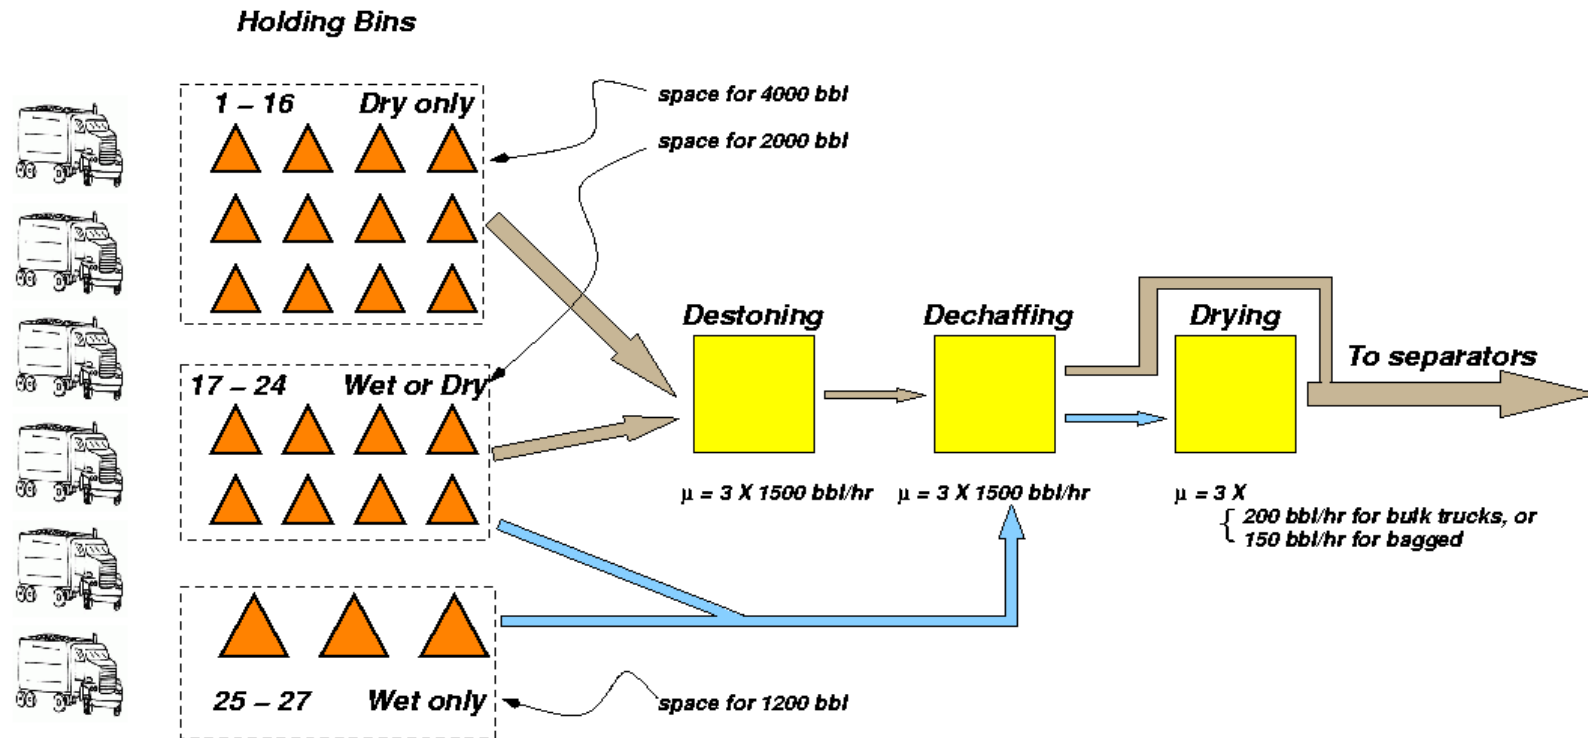 Holding Bins
1 – 16 Dry only
space for 4000 bbl
space for 2000 bbl
17 – 24 Wet or Dry
Destoning
Dechaffing
Drying
To separators
μ = 3 X 1500 bbl/hr
μ = 3 X 1500 bbl/hr
μ = 3 X
{ 200 bbl/hr for bulk trucks, or
150 bbl/hr for bagged
25 – 27 Wet only
space for 1200 bbl